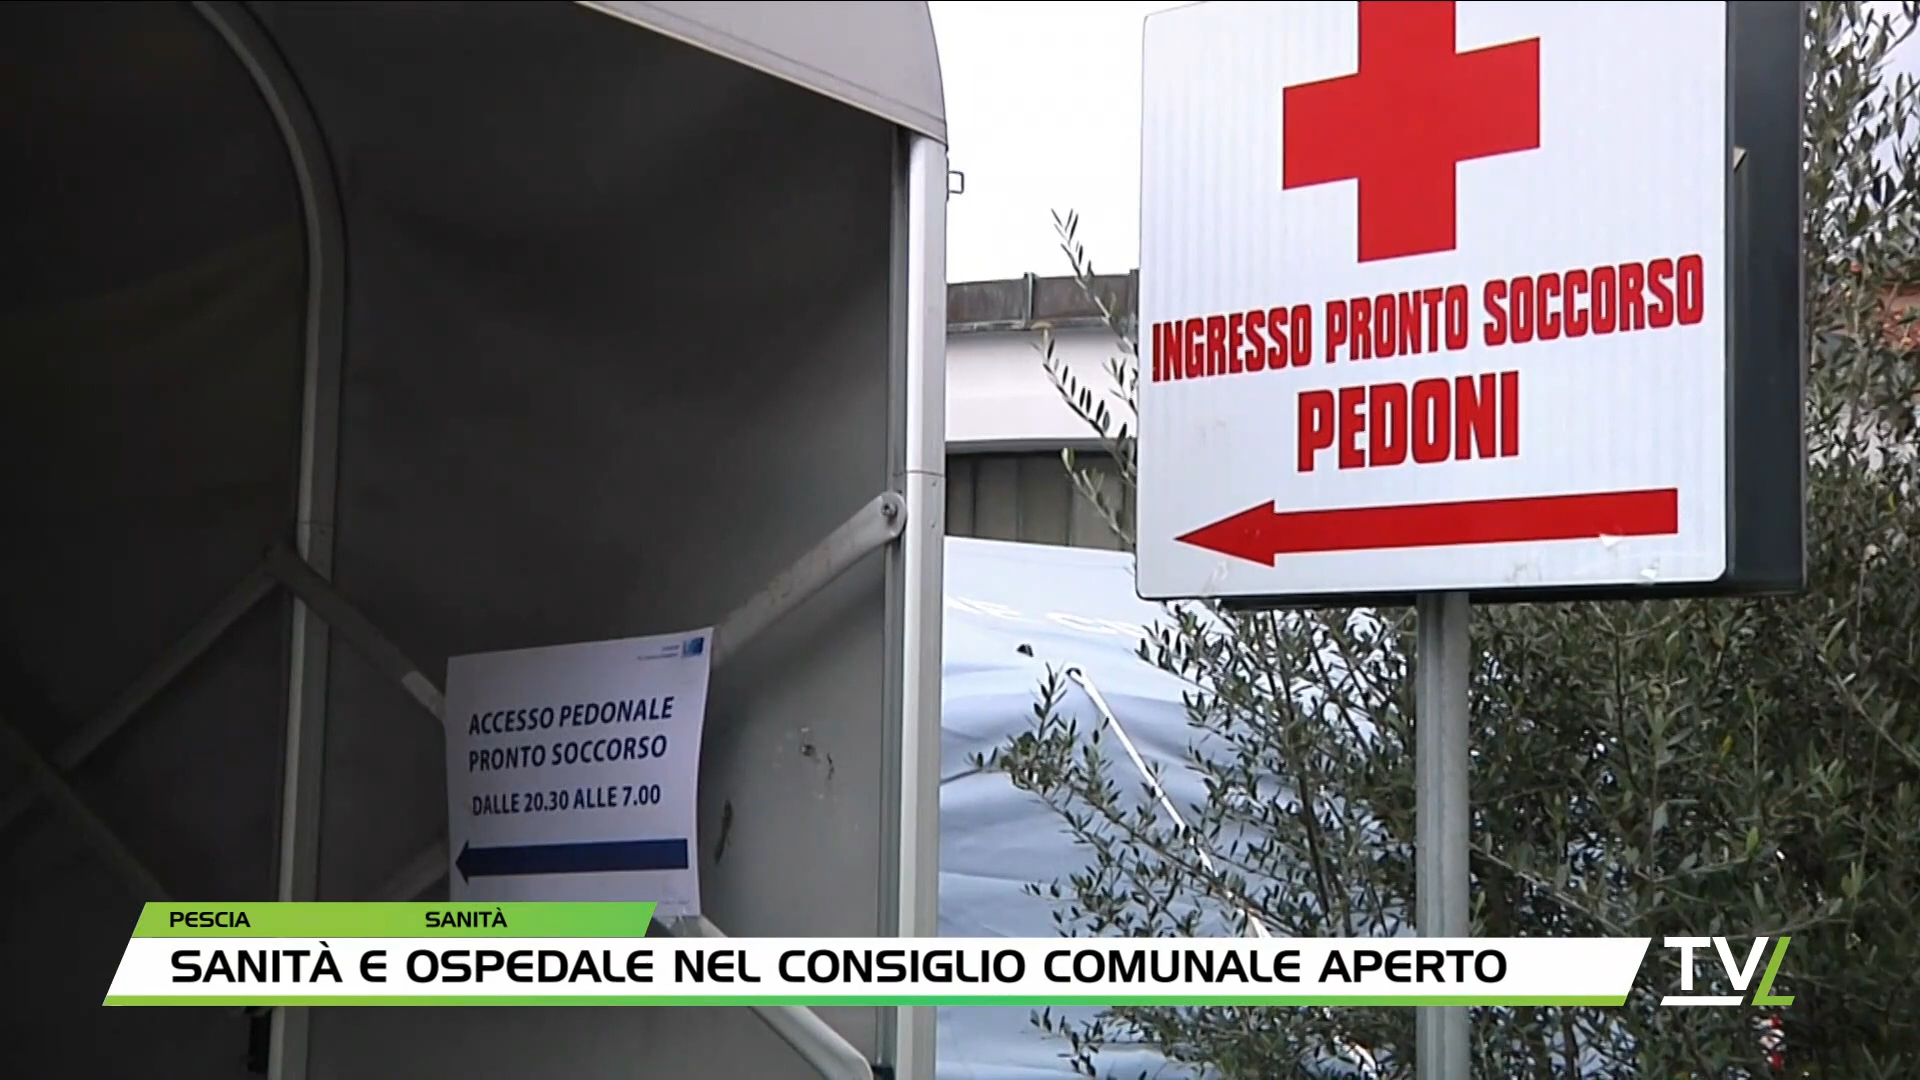 INGRESSO PRONTO SOCCORSO
PEDONI
ACCESSO PEDONALE
PRONTO SOCCORSO
DALLE 20.30 ALLE 7.00
PESCIA SANITÀ
SANITÀ E OSPEDALE NEL CONSIGLIO COMUNALE APERTO
TVL